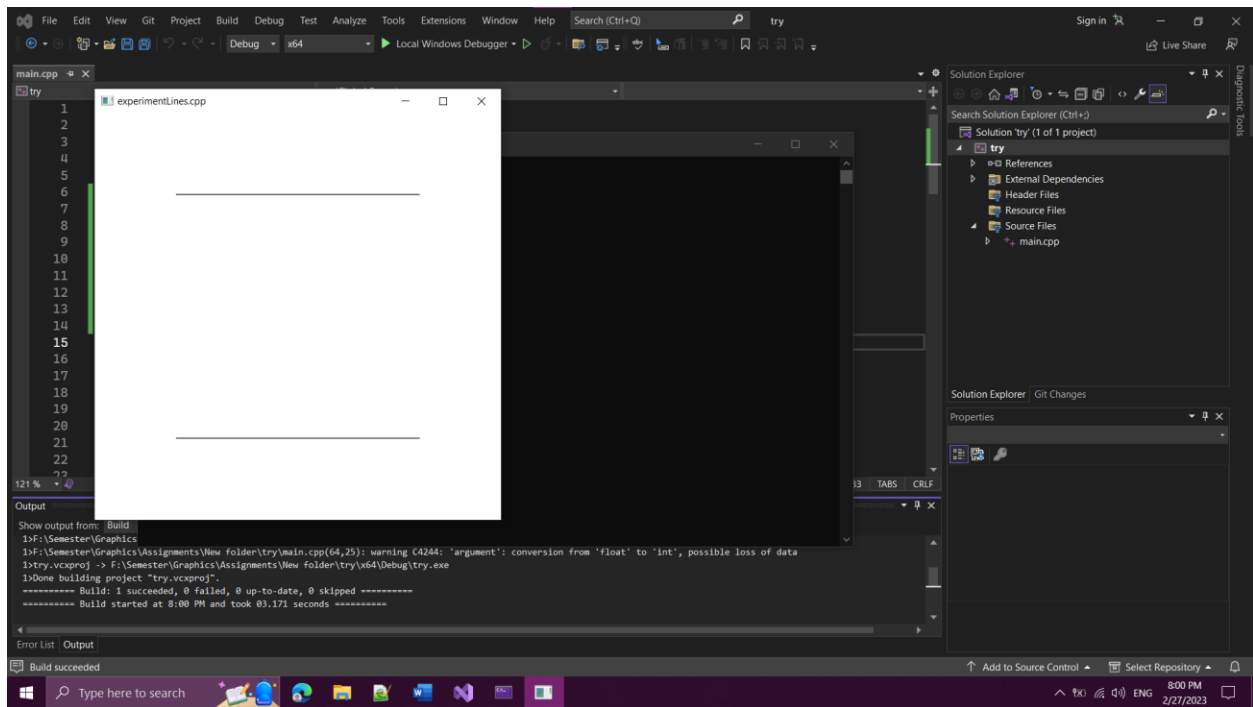 File Edit View Git Project Build Debug Test Analyze Tools Extensions Window Help Search (Ctrl+Q) try Sign in
Debug x64 Local Windows Debugger Live Share
main.cpp
try
experimentLines.cpp
1
2
3
4
5
6
7
8
9
10
11
12
13
14
15
16
17
18
19
20
21
22
121 % TABS CRLF
Output
Show output from: Build
1>F:\Semester\Graphics
1>F:\Semester\Graphics\Assignments\New folder\try\main.cpp(64,25): warning C4244: 'argument': conversion from 'float' to 'int', possible loss of data
1>try.vcxproj -> F:\Semester\Graphics\Assignments\New folder\try\x64\Debug\try.exe
1>Done building project "try.vcxproj".
========== Build: 1 succeeded, 0 failed, 0 up-to-date, 0 skipped ==========
========== Build started at 8:00 PM and took 03.171 seconds ==========
Error List Output
Solution Explorer
Search Solution Explorer (Ctrl+;)
Solution 'try' (1 of 1 project)
try
References
External Dependencies
Header Files
Resource Files
Source Files
main.cpp
Solution Explorer Git Changes
Properties
Diagnostic Tools
Build succeeded Add to Source Control Select Repository
Type here to search ENG 8:00 PM
2/27/2023